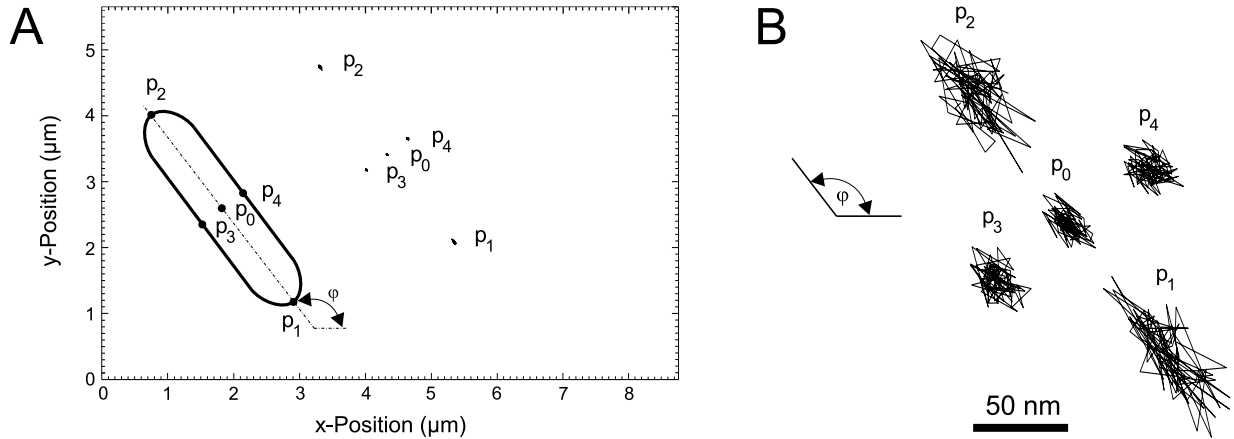 A
B
5
4
3
2
1
0
y-Position (μm)
p2
p4
p0
p3
p1
φ
p2
p4
p0
p3
p1
0 1 2 3 4 5 6 7 8
x-Position (μm)
p2
p4
p0
p3
p1
φ
50 nm